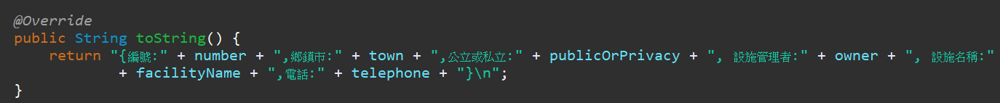 @Override
public String toString() {
    return "{編號:" + number + ",鄉鎮市:" + town + ",公立或私立:" + publicOrPrivacy + ", 設施管理者:" + owner + ", 設施名稱:"
            + facilityName + ",電話:" + telephone + "}\n";
}